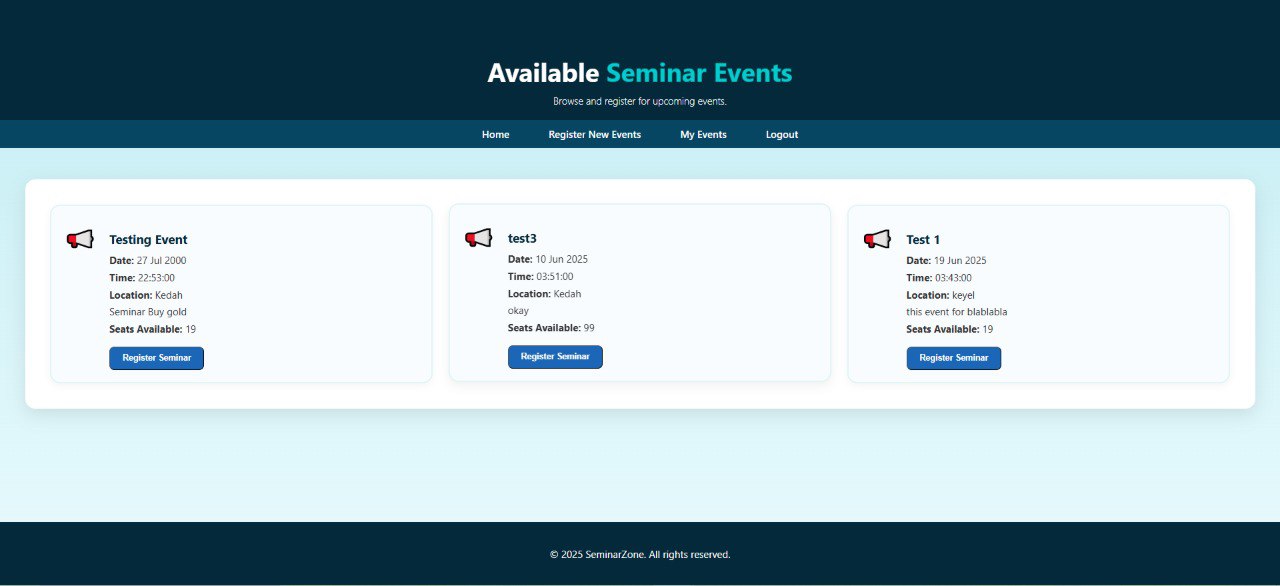 Available Seminar Events
Browse and register for upcoming events.
Home
Register New Events
My Events
Logout
Testing Event
Date: 27 Jul 2000
Time: 22:53:00
Location: Kedah
Seminar Buy gold
Seats Available: 19
Register Seminar
test3
Date: 10 Jun 2025
Time: 03:51:00
Location: Kedah
okay
Seats Available: 99
Register Seminar
Test 1
Date: 19 Jun 2025
Time: 03:43:00
Location: keyel
this event for blablabla
Seats Available: 19
Register Seminar
© 2025 SeminarZone. All rights reserved.